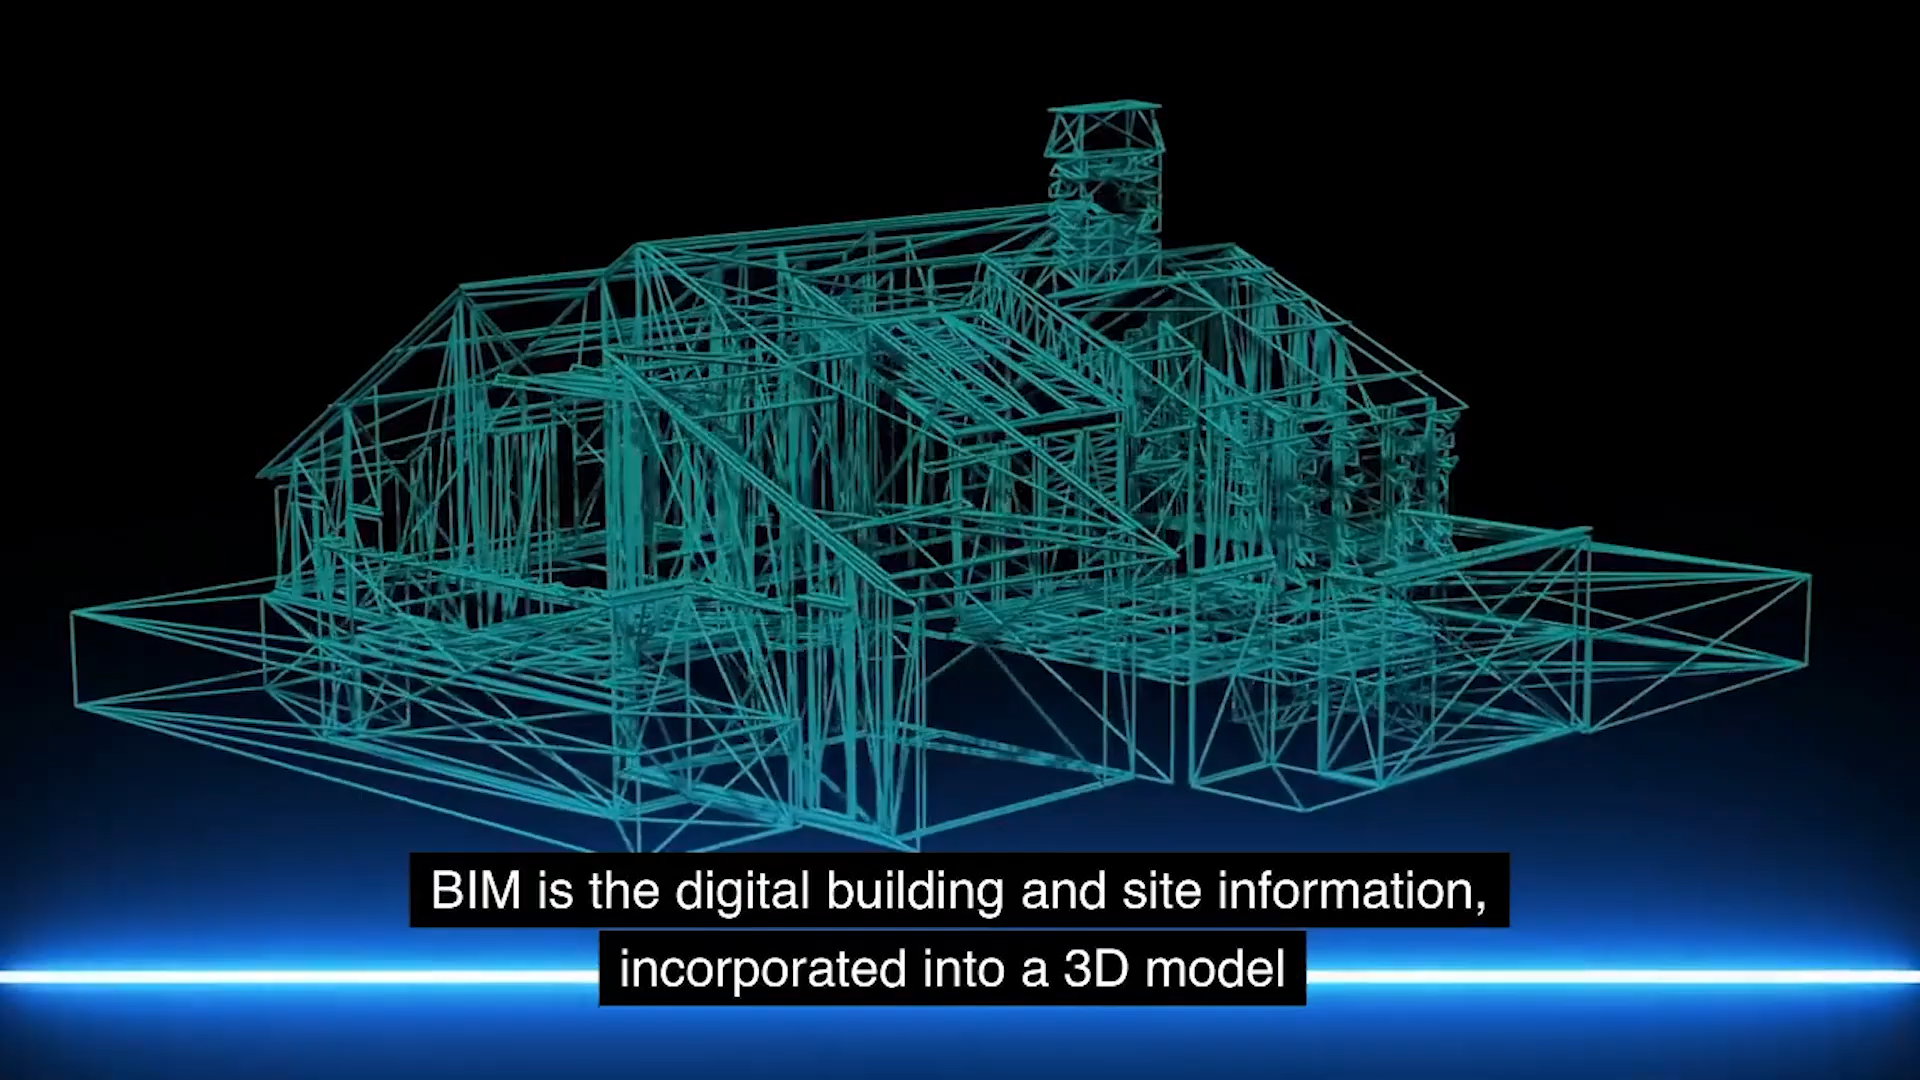 BIM is the digital building and site information,
incorporated into a 3D model